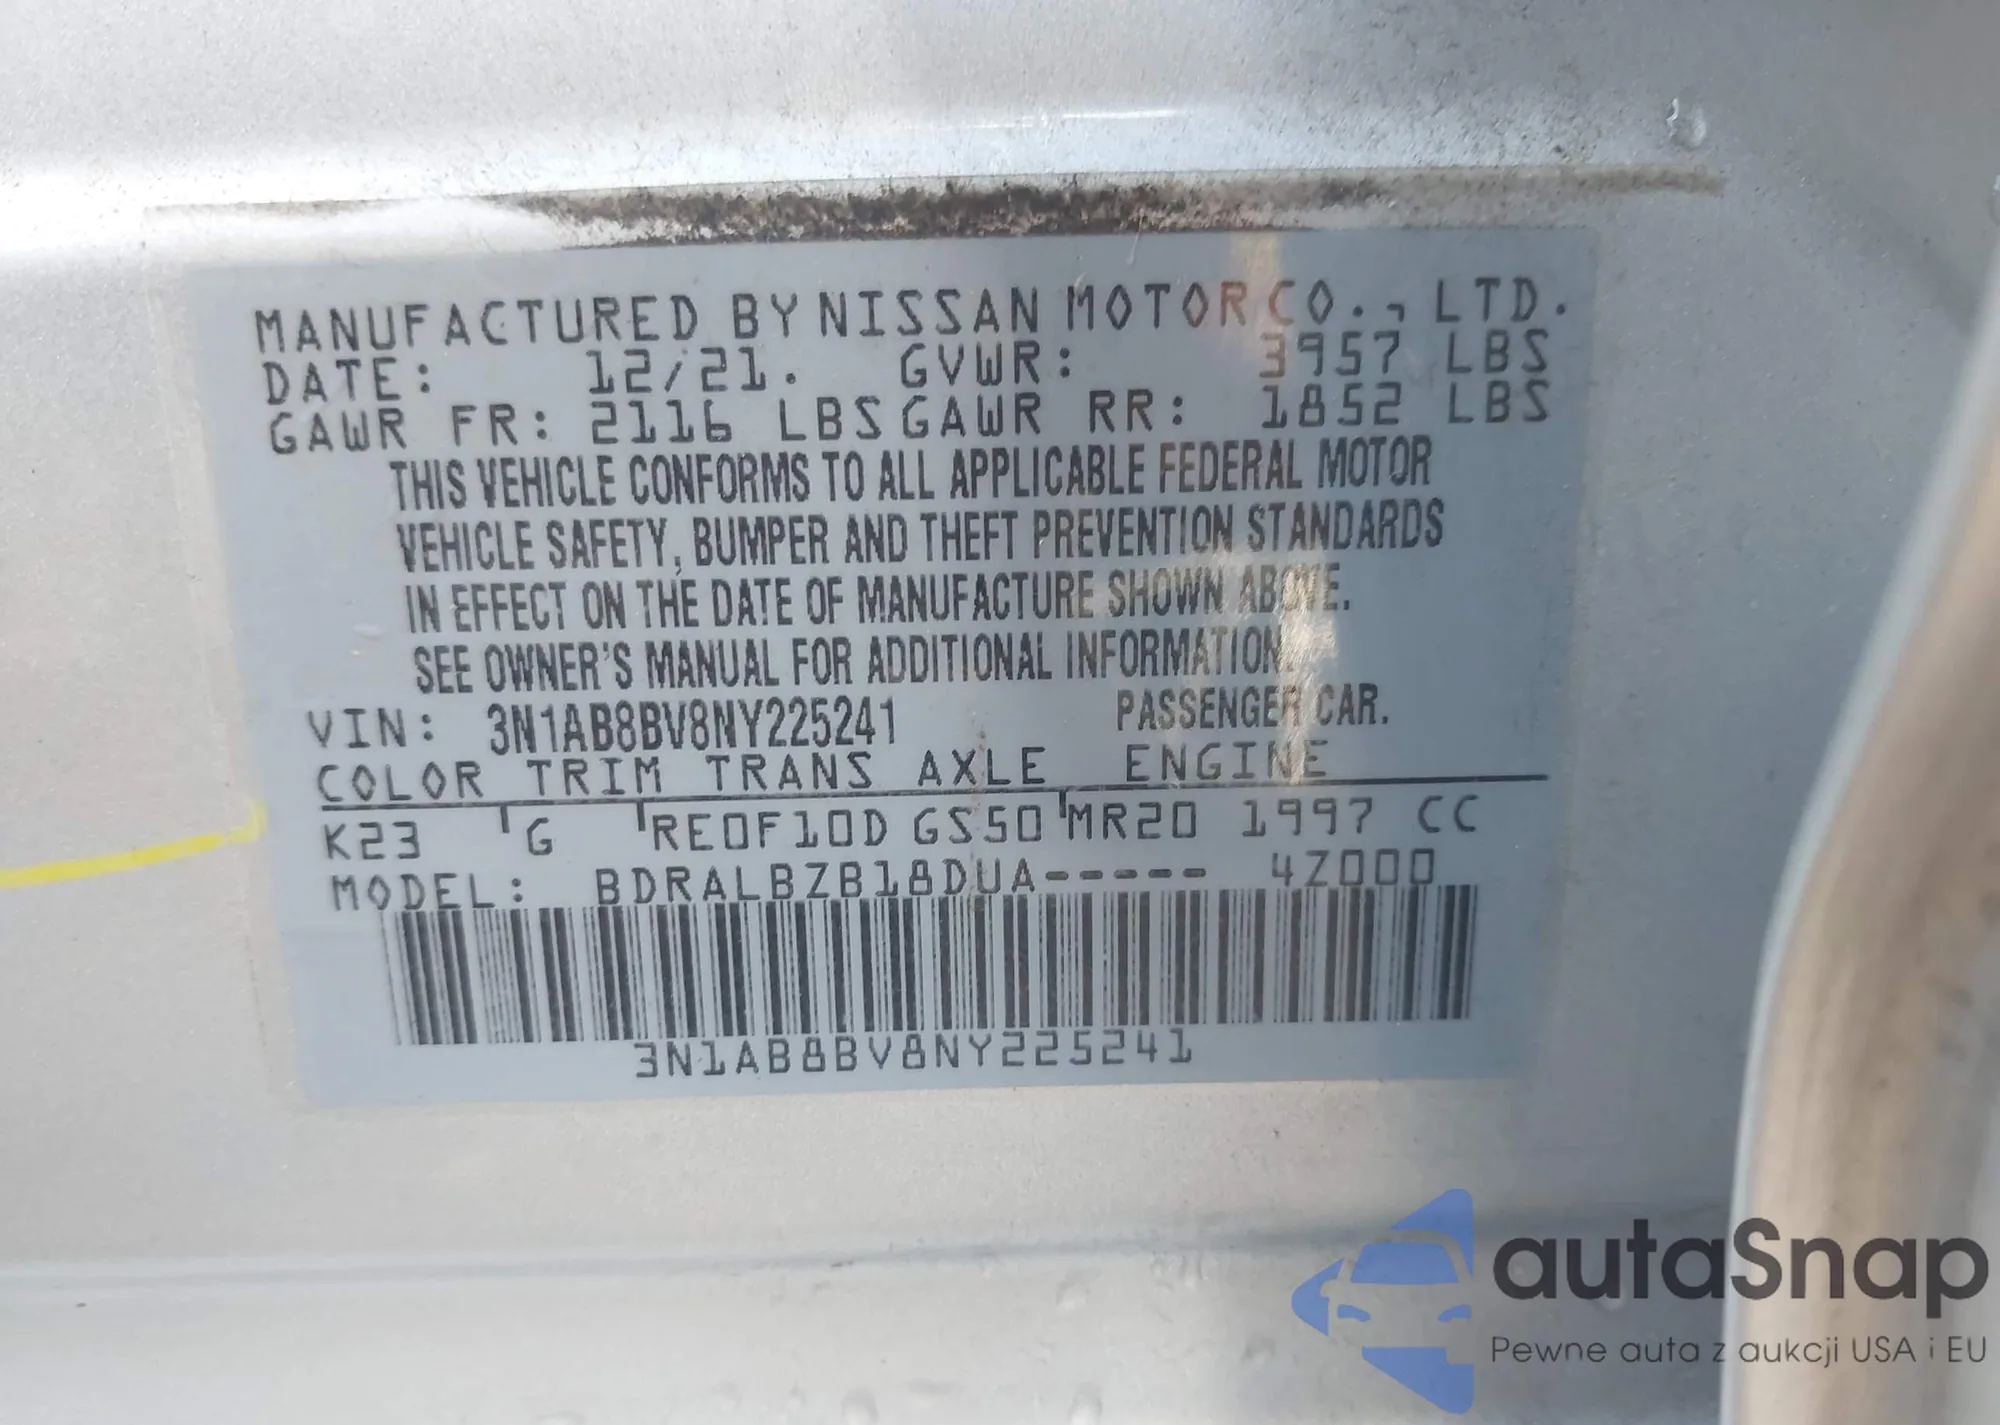 MANUFACTURED BY NISSAN MOTOR CO., LTD.
DATE: 12/21. GVWR: 3957 LBS
GAWR FR: 2116 LBS GAWR RR: 1852 LBS
THIS VEHICLE CONFORMS TO ALL APPLICABLE FEDERAL MOTOR
VEHICLE SAFETY, BUMPER AND THEFT PREVENTION STANDARDS
IN EFFECT ON THE DATE OF MANUFACTURE SHOWN ABOVE.
SEE OWNER'S MANUAL FOR ADDITIONAL INFORMATION.
VIN: 3N1AB8BV8NY225241 PASSENGER CAR.
COLOR TRIM TRANS AXLE ENGINE
K23 G RE0F10D GS50 MR20 1997 CC
MODEL: BDRALBZB18DUA----- 4Z000
3N1AB8BV8NY225241
autaSnap
Pewne auta z aukcji USA i EU